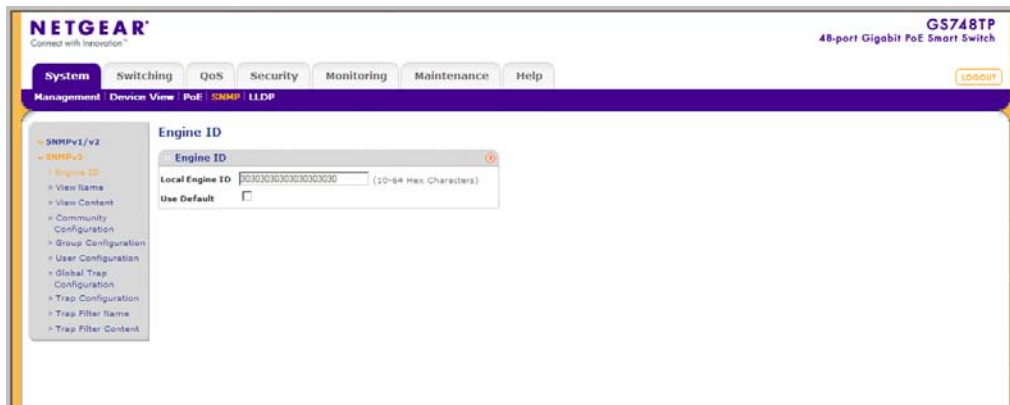 NETGEAR®
Connect with Innovation™
GS748TP
48-port Gigabit PoE Smart Switch
System Switching QoS Security Monitoring Maintenance Help
LOGOUT
Management Device View PoE SNMP LLDP
SNMPv1/v2
SNMPv3
Engine ID
View Name
View Content
Community
Configuration
Group Configuration
User Configuration
Global Trap
Configuration
Trap Configuration
Trap Filter Name
Trap Filter Content
Engine ID
Engine ID
Local Engine ID (10-64 Hex Characters)
Use Default